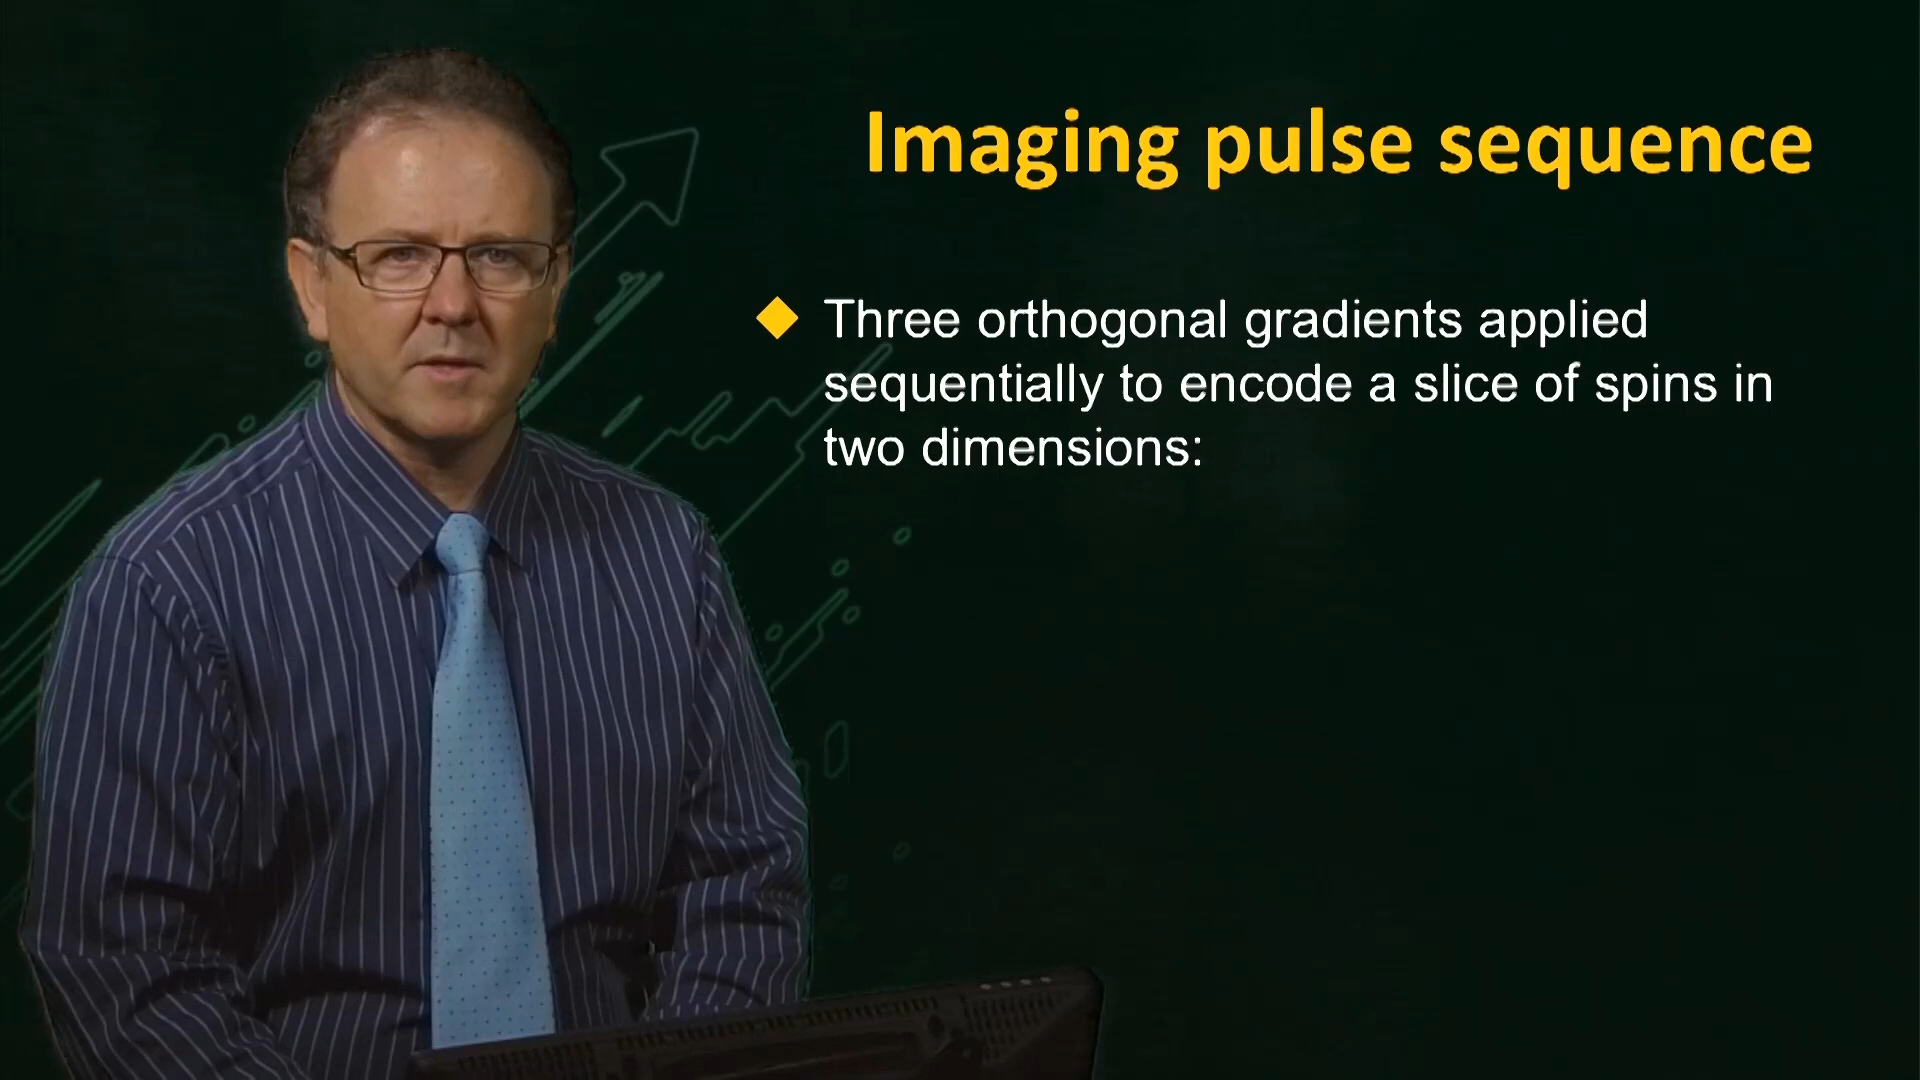 Imaging pulse sequence
Three orthogonal gradients applied
sequentially to encode a slice of spins in
two dimensions: